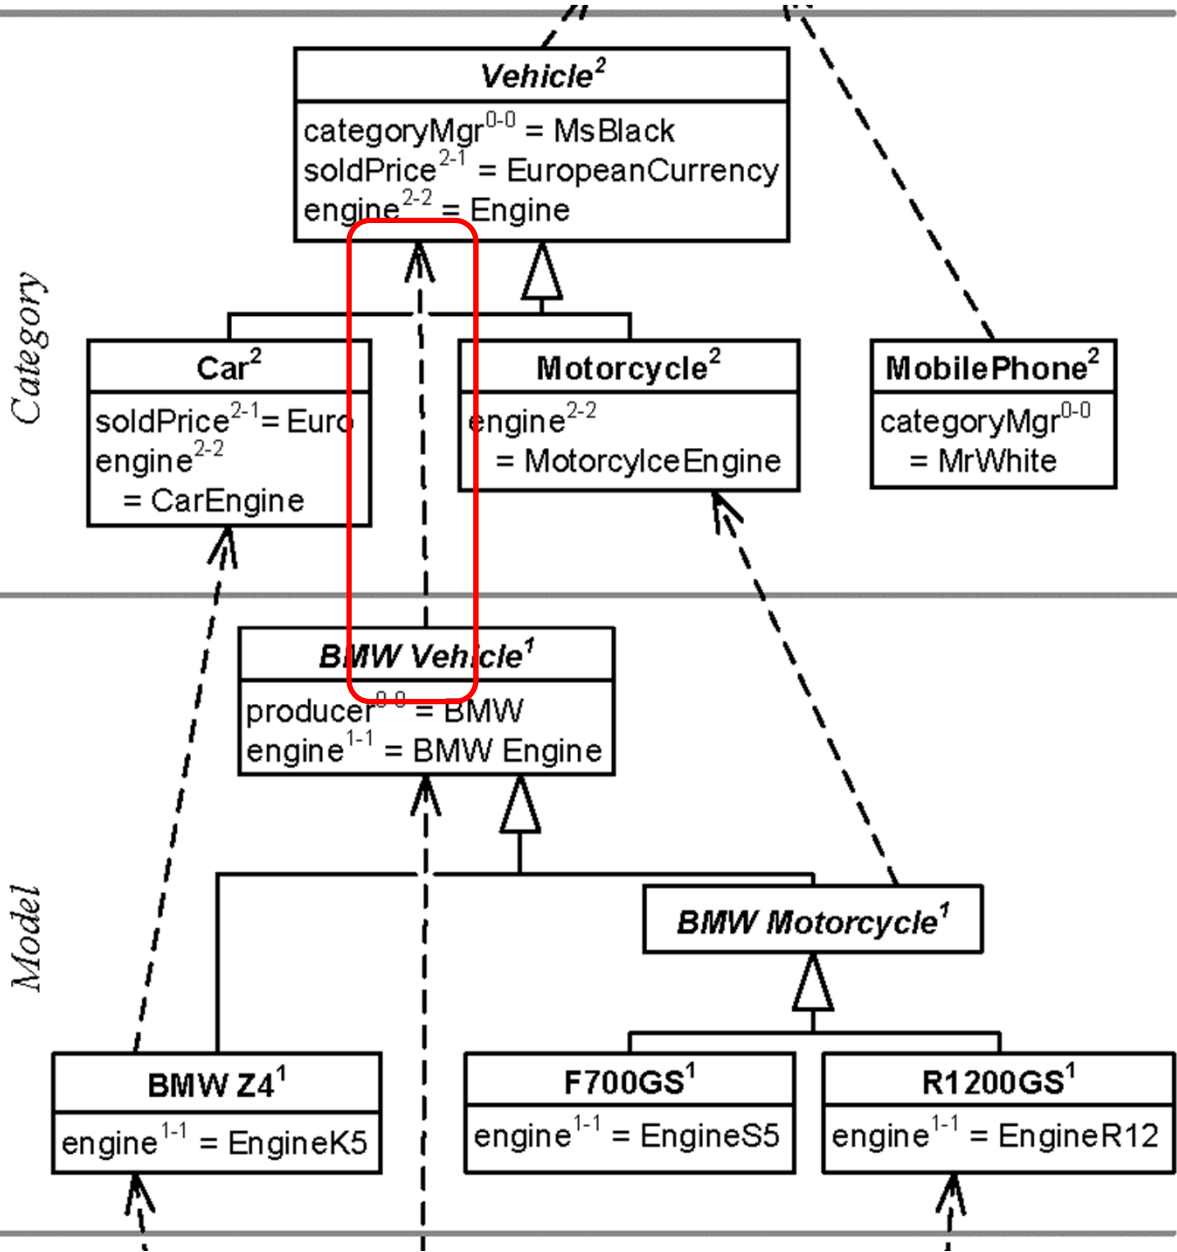 Vehicle²
categoryMgr⁰⁻⁰ = MsBlack
soldPrice²⁻¹ = EuropeanCurrency
engine²⁻² = Engine
Category
Car²
soldPrice²⁻¹= Euro
engine²⁻²
= CarEngine
Motorcycle²
engine²⁻²
= MotorcylceEngine
MobilePhone²
categoryMgr⁰⁻⁰
= MrWhite
BMW Vehicle¹
producer⁰⁻⁰ = BMW
engine¹⁻¹ = BMW Engine
Model
BMW Motorcycle¹
BMW Z4¹
engine¹⁻¹ = EngineK5
F700GS¹
engine¹⁻¹ = EngineS5
R1200GS¹
engine¹⁻¹ = EngineR12